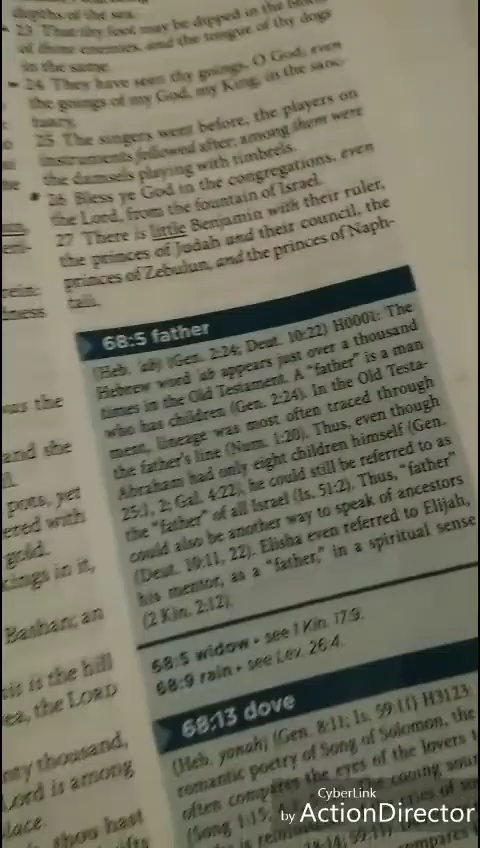 depths of the sea.
23 That thy foot may be dipped in the blood
of thine enemies, and the tongue of thy dogs
in the same.
24 They have seen thy goings, O God; even
the goings of my God, my King, in the sanc-
tuary.
25 The singers went before, the players on
instruments followed after; among them were
the damsels playing with timbrels.
26 Bless ye God in the congregations, even
the Lord, from the fountain of Israel.
27 There is little Benjamin with their ruler,
the princes of Judah and their council, the
princes of Zebulun, and the princes of Naph-
tali.
68:5 father
(Heb. 'ab) (Gen. 2:24; Deut. 10:22) H0001: The
Hebrew word 'ab appears just over a thousand
times in the Old Testament. A "father" is a man
who has children (Gen. 2:24). In the Old Testa-
ment, lineage was most often traced through
the father's line (Num. 1:20). Thus, even though
Abraham had only eight children himself (Gen.
25:1, 2; Gal. 4:22), he could still be referred to as
the "father" of all Israel (Is. 51:2). Thus, "father"
could also be another way to speak of ancestors
(Deut. 10:11, 22). Elisha even referred to Elijah,
his mentor, as a "father," in a spiritual sense
(2 Kin. 2:12).
68:5 widow • see 1 Kin. 17:9.
68:9 rain • see Lev. 26:4.
68:13 dove
(Heb. yonah) (Gen. 8:11; Is. 59:11) H3123:
romantic poetry of Song of Solomon, the
often compares the eyes of the lovers
(Song 1:15; The cooing
was the
and she
pots, yet
ered with
gold.
kings in it,
Bashan; an
this is the hill
yea, the LORD
nty thousand,
Lord is among
place.
thou hast
CyberLink
by ActionDirector